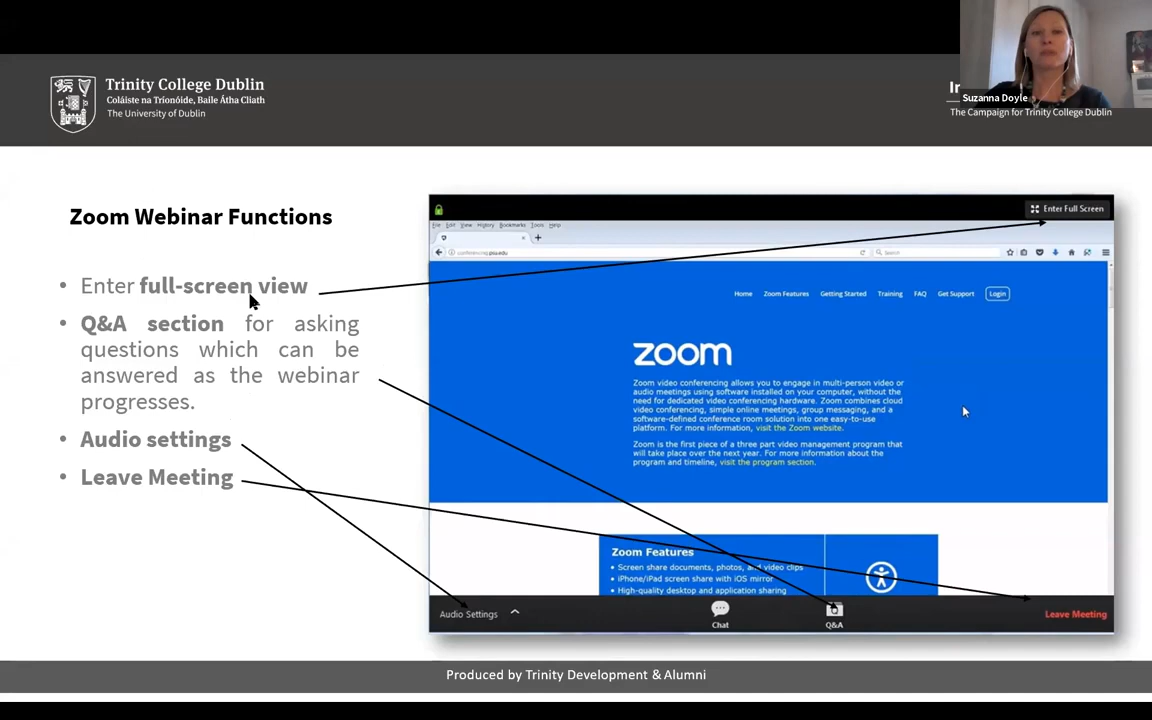 Trinity College Dublin
Coláiste na Tríonóide, Baile Átha Cliath
The University of Dublin
Suzanna Doyle
The Campaign for Trinity College Dublin
Zoom Webinar Functions
• Enter full-screen view
• Q&A section for asking
questions which can be
answered as the webinar
progresses.
• Audio settings
• Leave Meeting
Enter Full Screen
File Edit View History Bookmarks Tools Help
Search
Home Zoom Features Getting Started Training FAQ Get Support Login
zoom
Zoom video conferencing allows you to engage in multi-person video or
audio meetings using software installed on your computer, without the
need for dedicated video conferencing hardware. Zoom combines cloud
video conferencing, simple online meetings, group messaging, and a
software-defined conference room solution into one easy-to-use
platform. For more information, visit the Zoom website.
Zoom is the first piece of a three part video management program that
will take place over the next year. For more information about the
program and timeline, visit the program section.
Zoom Features
• Screen share documents, photos, and video clips
• iPhone/iPad screen share with iOS mirror
• High-quality desktop and application sharing
Audio Settings
Chat
Q&A
Leave Meeting
Produced by Trinity Development & Alumni